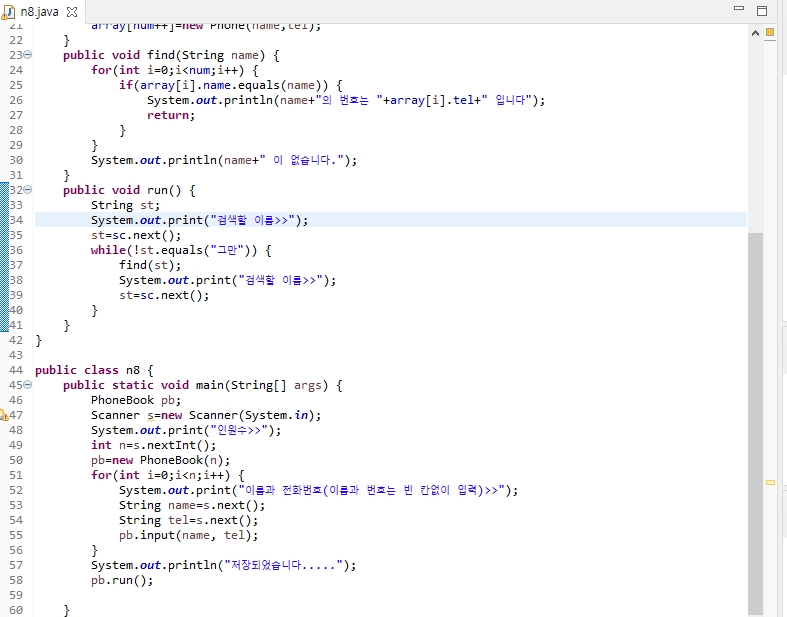 n8.java
21 array[num++]=new Phone(name,tel);
22 }
23 public void find(String name) {
24 for(int i=0;i<num;i++) {
25 if(array[i].name.equals(name)) {
26 System.out.println(name+"의 번호는 "+array[i].tel+" 입니다");
27 return;
28 }
29 }
30 System.out.println(name+" 이 없습니다.");
31 }
32 public void run() {
33 String st;
34 System.out.print("검색할 이름>>");
35 st=sc.next();
36 while(!st.equals("그만")) {
37 find(st);
38 System.out.print("검색할 이름>>");
39 st=sc.next();
40 }
41 }
42 }
43
44 public class n8 {
45 public static void main(String[] args) {
46 PhoneBook pb;
47 Scanner s=new Scanner(System.in);
48 System.out.print("인원수>>");
49 int n=s.nextInt();
50 pb=new PhoneBook(n);
51 for(int i=0;i<n;i++) {
52 System.out.print("이름과 전화번호(이름과 번호는 빈 칸없이 입력)>>");
53 String name=s.next();
54 String tel=s.next();
55 pb.input(name, tel);
56 }
57 System.out.println("저장되었습니다.....");
58 pb.run();
59
60 }